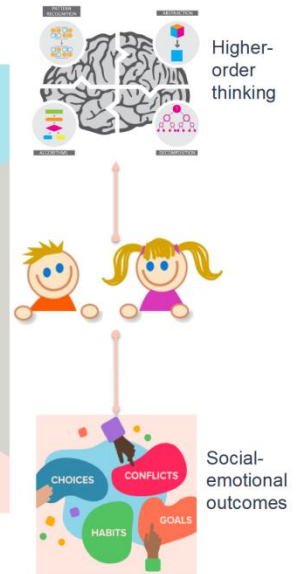 PATTERN
RECOGNITION
ABSTRACTION
Higher-
order
thinking
ALGORITHMS
DECOMPOSITION
Social-
emotional
outcomes
CHOICES
CONFLICTS
HABITS
GOALS